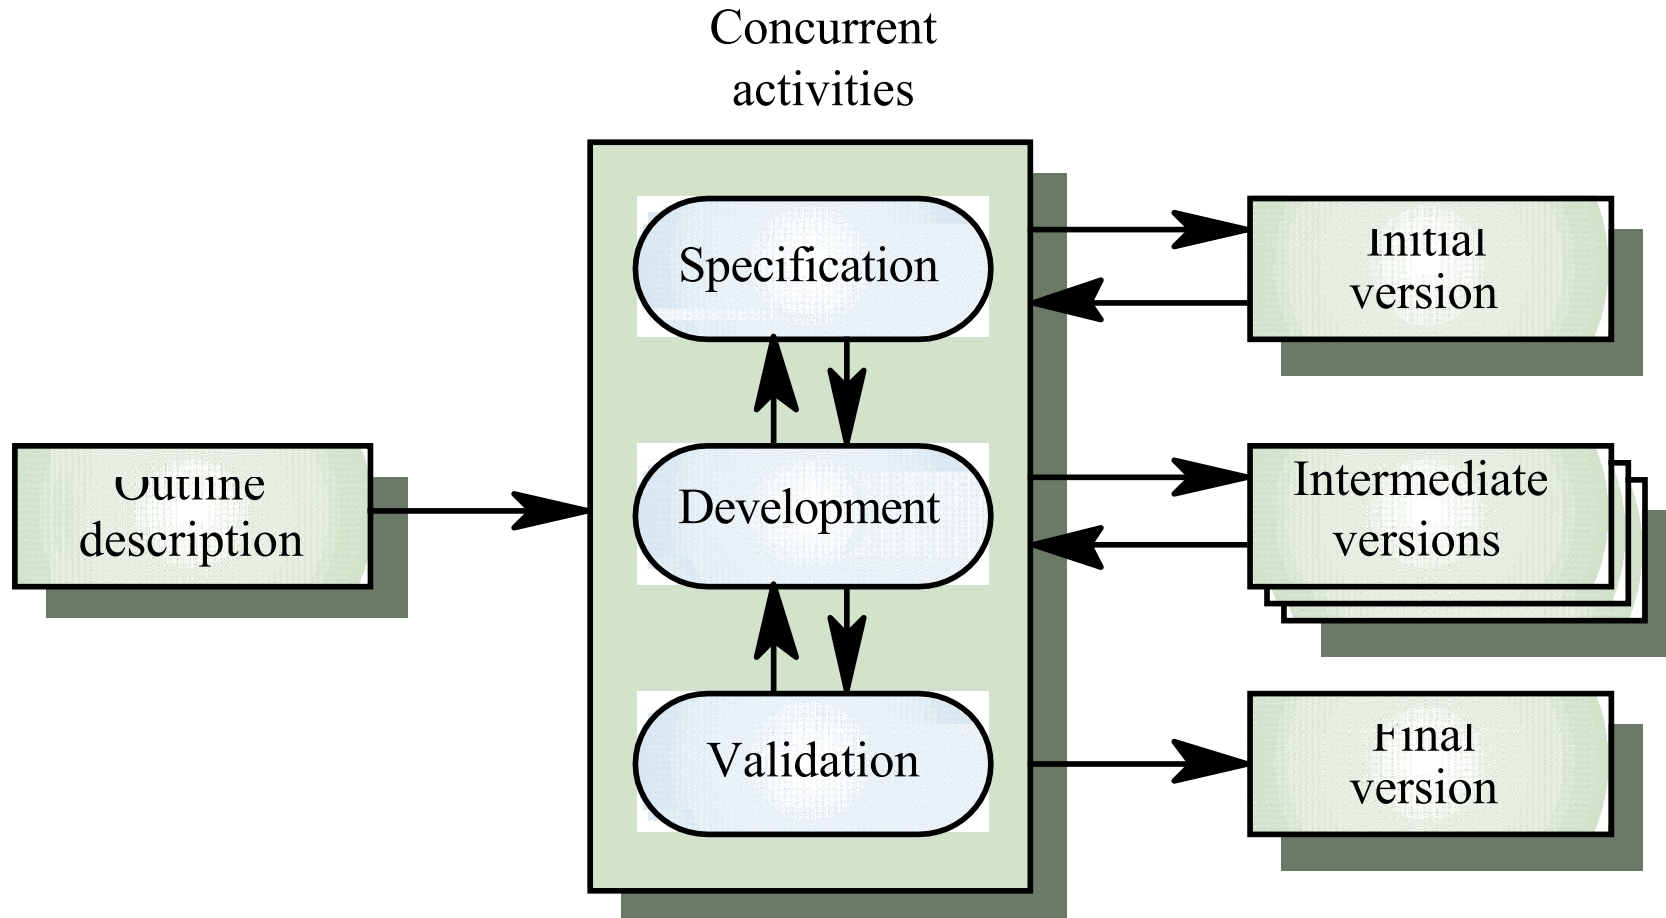 Concurrent
activities
Specification
Initial
version
Outline
description
Development
Intermediate
versions
Validation
Final
version